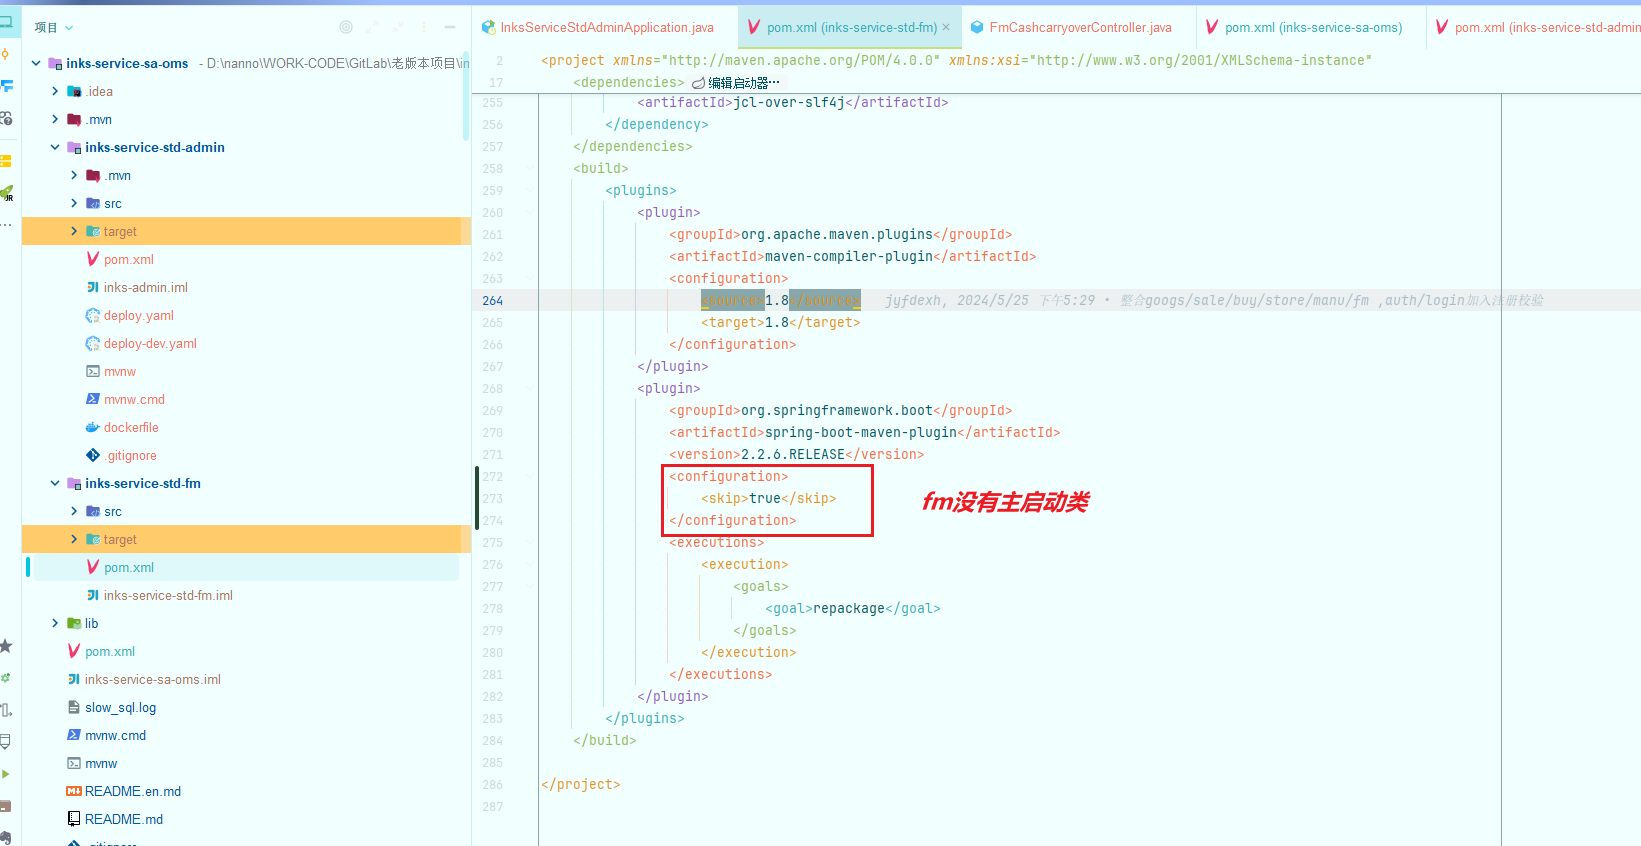 项目
InksServiceStdAdminApplication.java
pom.xml (inks-service-std-fm)
FmCashcarryoverController.java
pom.xml (inks-service-sa-oms)
pom.xml (inks-service-std-admin
inks-service-sa-oms - D:\nanno\WORK-CODE\GitLab\老版本项目\in
.idea
.mvn
inks-service-std-admin
.mvn
src
target
pom.xml
inks-admin.iml
deploy.yaml
deploy-dev.yaml
mvnw
mvnw.cmd
dockerfile
.gitignore
inks-service-std-fm
src
target
pom.xml
inks-service-std-fm.iml
lib
pom.xml
inks-service-sa-oms.iml
slow_sql.log
mvnw.cmd
mvnw
README.en.md
README.md
.gitignore
2 <project xmlns="http://maven.apache.org/POM/4.0.0" xmlns:xsi="http://www.w3.org/2001/XMLSchema-instance"
17 <dependencies> 编辑启动器…
255 <artifactId>jcl-over-slf4j</artifactId>
256 </dependency>
257 </dependencies>
258 <build>
259 <plugins>
260 <plugin>
261 <groupId>org.apache.maven.plugins</groupId>
262 <artifactId>maven-compiler-plugin</artifactId>
263 <configuration>
264 <source>1.8</source> jyfdexh, 2024/5/25 下午5:29 • 整合googs/sale/buy/store/manu/fm ,auth/login加入注册校验
265 <target>1.8</target>
266 </configuration>
267 </plugin>
268 <plugin>
269 <groupId>org.springframework.boot</groupId>
270 <artifactId>spring-boot-maven-plugin</artifactId>
271 <version>2.2.6.RELEASE</version>
272 <configuration>
273 <skip>true</skip>
fm没有主启动类
274 </configuration>
275 <executions>
276 <execution>
277 <goals>
278 <goal>repackage</goal>
279 </goals>
280 </execution>
281 </executions>
282 </plugin>
283 </plugins>
284 </build>
285
286 </project>
287